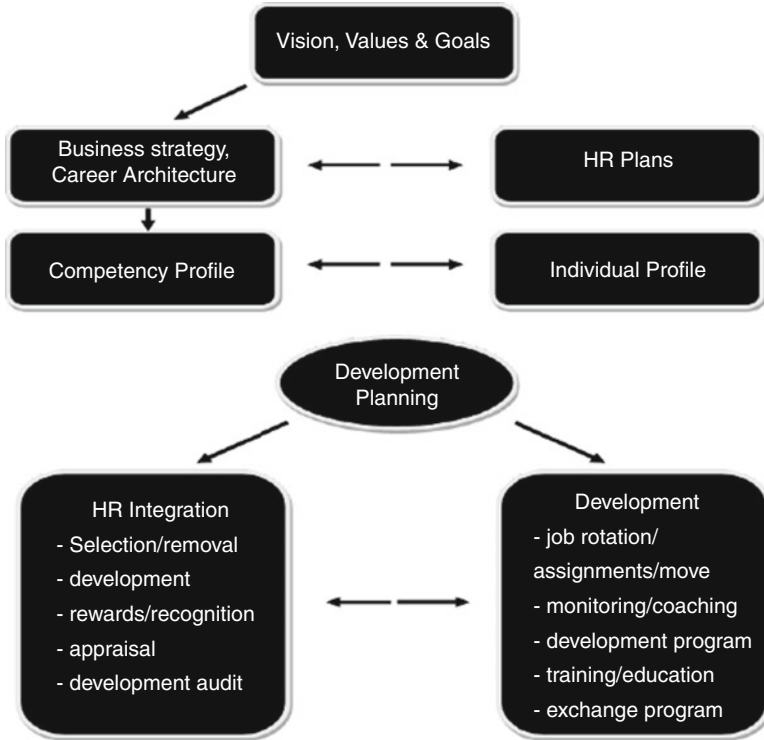 Vision, Values & Goals
Business strategy,
Career Architecture
HR Plans
Competency Profile
Individual Profile
Development
Planning
HR Integration
- Selection/removal
- development
- rewards/recognition
- appraisal
- development audit
Development
- job rotation/
assignments/move
- monitoring/coaching
- development program
- training/education
- exchange program